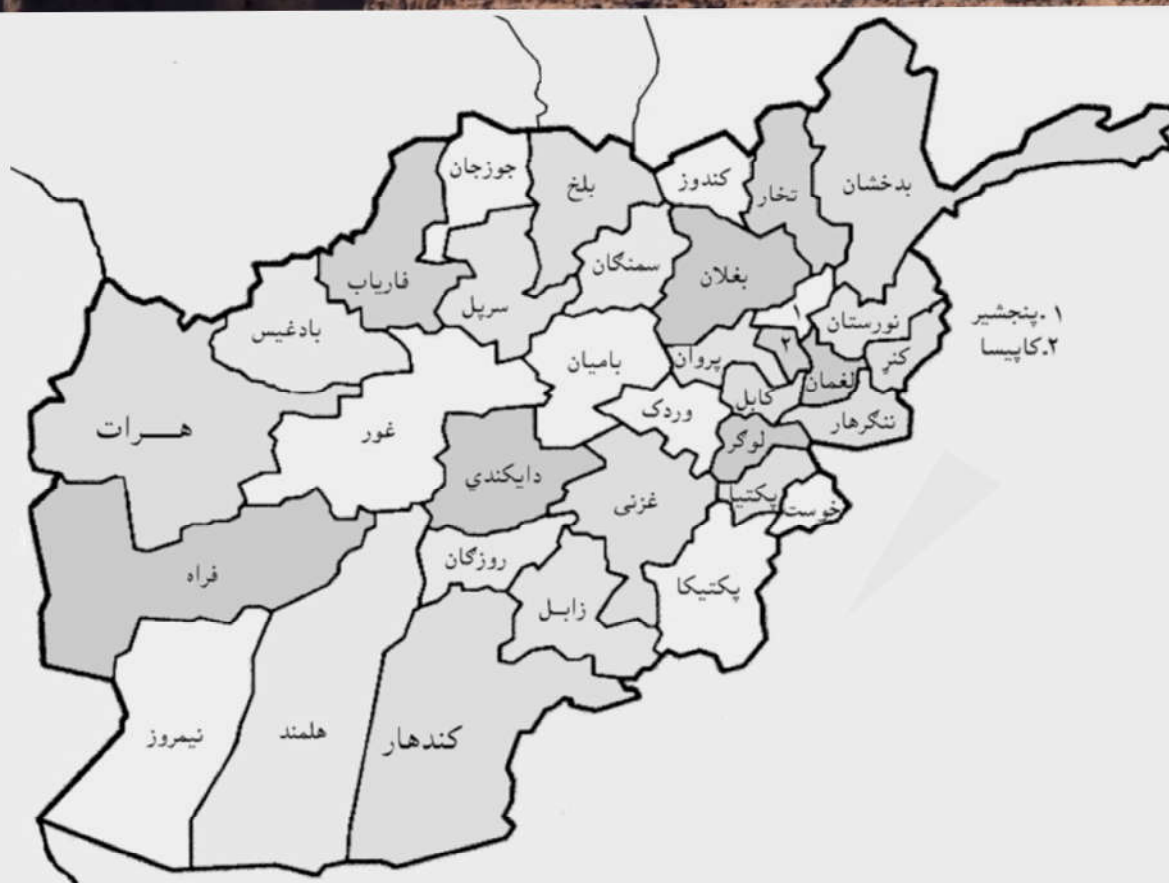 بدخشان
تخار
کندوز
بلخ
جوزجان
فاریاب
سرپل
سمنگان
بغلان
بادغیس
هـــرات
غور
بامیان
پروان
۱
۲
نورستان
کنړ
لغمان
ننگرهار
کابل
وردک
لوگر
دایکندي
غزنی
پکتیا
خوست
پکتیکا
روزگان
زابـل
فراه
نیمروز
هلمند
کندهار
۱.پنجشیر
۲.کاپیسا